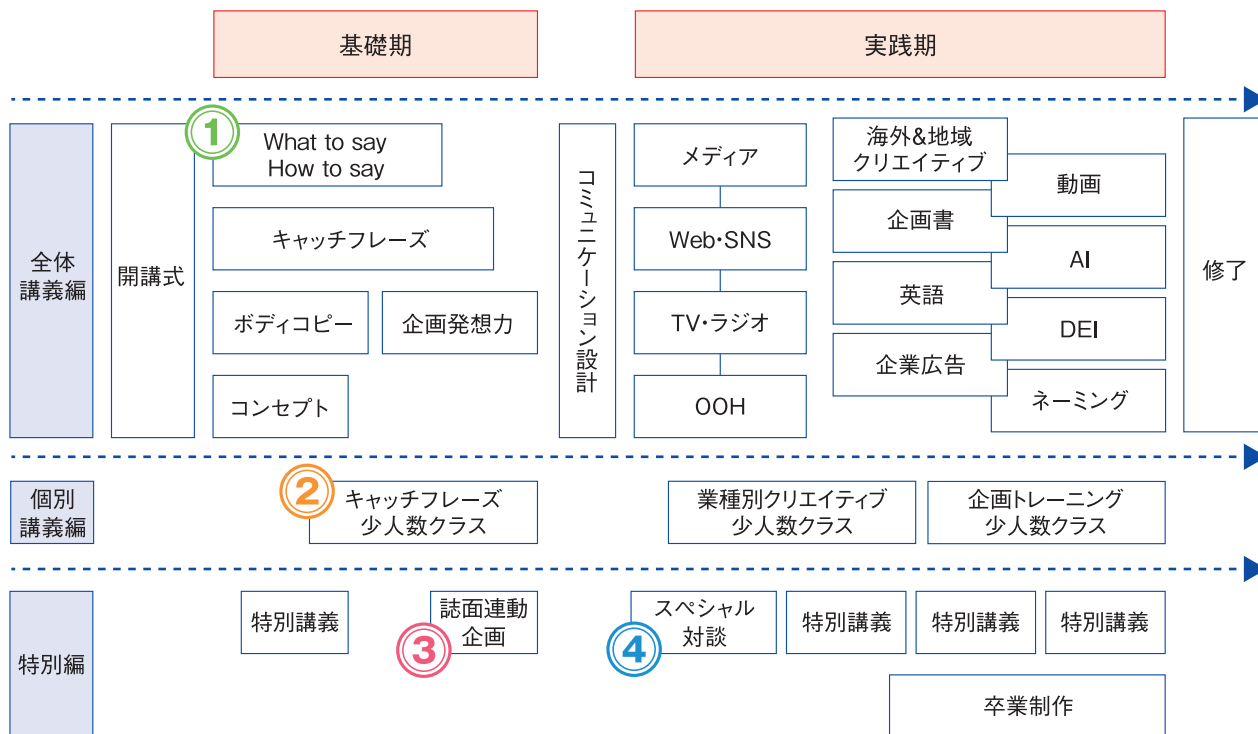 基礎期
実践期
全体
講義編
開講式
①
What to say
How to say
キャッチフレーズ
ボディコピー
企画発想力
コンセプト
コミュニケーション設計
メディア
Web・SNS
TV・ラジオ
OOH
海外&地域
クリエイティブ
企画書
英語
企業広告
動画
AI
DEI
ネーミング
修了
個別
講義編
②
キャッチフレーズ
少人数クラス
業種別クリエイティブ
少人数クラス
企画トレーニング
少人数クラス
特別編
特別講義
③
誌面連動
企画
④
スペシャル
対談
特別講義
特別講義
特別講義
卒業制作